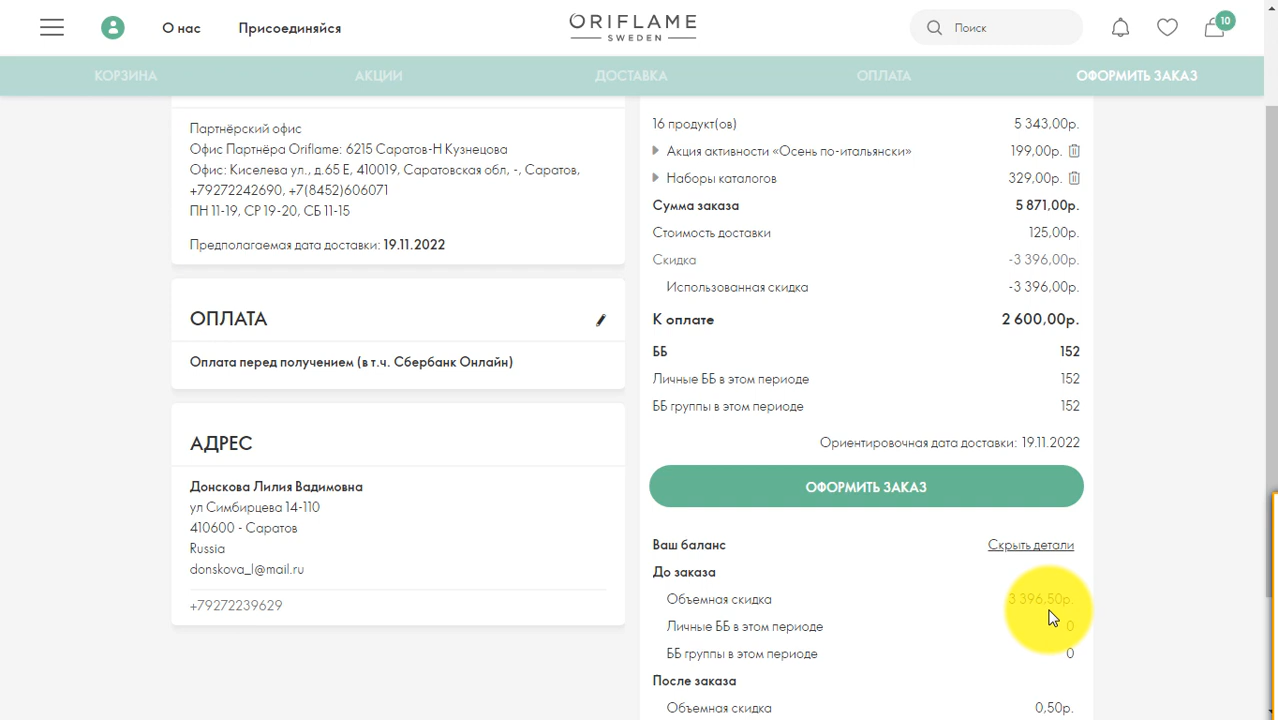 О нас
Присоединяйся
ORIFLAME
SWEDEN
Поиск
10
КОРЗИНА
АКЦИИ
ДОСТАВКА
ОПЛАТА
ОФОРМИТЬ ЗАКАЗ
Партнёрский офис
Офис Партнёра Oriflame: 6215 Саратов-Н Кузнецова
Офис: Киселева ул., д.65 Е, 410019, Саратовская обл, -, Саратов,
+79272242690, +7(8452)606071
ПН 11-19, СР 19-20, СБ 11-15
Предполагаемая дата доставки: 19.11.2022
ОПЛАТА
Оплата перед получением (в т.ч. Сбербанк Онлайн)
АДРЕС
Донскова Лилия Вадимовна
ул Симбирцева 14-110
410600 - Саратов
Russia
donskova_l@mail.ru
+79272239629
16 продукт(ов) 5 343,00р.
Акция активности «Осень по-итальянски» 199,00р.
Наборы каталогов 329,00р.
Сумма заказа 5 871,00р.
Стоимость доставки 125,00р.
Скидка -3 396,00р.
Использованная скидка -3 396,00р.
К оплате 2 600,00р.
ББ 152
Личные ББ в этом периоде 152
ББ группы в этом периоде 152
Ориентировочная дата доставки: 19.11.2022
ОФОРМИТЬ ЗАКАЗ
Ваш баланс Скрыть детали
До заказа
Объемная скидка 3 396,50р.
Личные ББ в этом периоде 0
ББ группы в этом периоде 0
После заказа
Объемная скидка 0,50р.